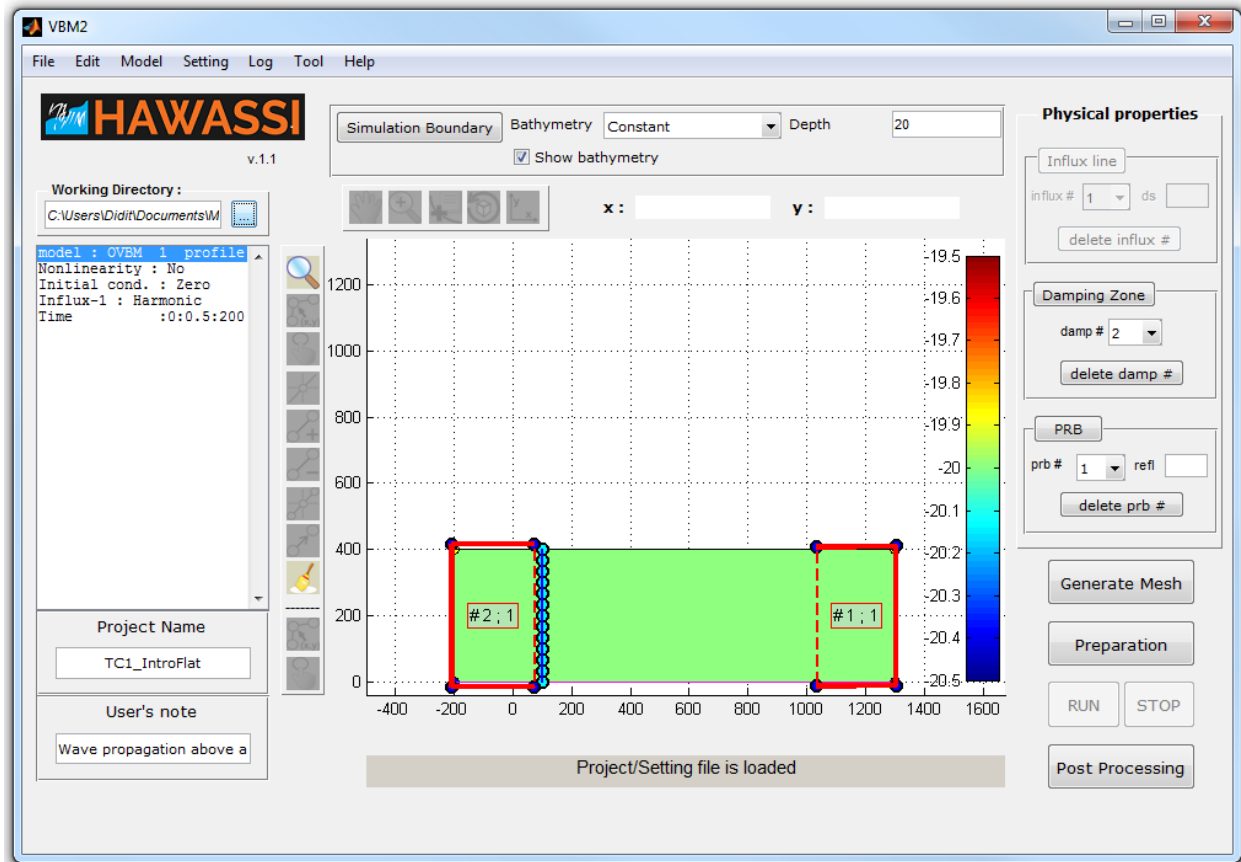 VBM2
File Edit Model Setting Log Tool Help
HAWASSI
v.1.1
Simulation Boundary Bathymetry Constant Depth 20
Show bathymetry
Working Directory :
C:\Users\Didit\Documents\M ...
x : y :
model : OVBM 1 profile
Nonlinearity : No
Initial cond. : Zero
Influx-1 : Harmonic
Time :0:0.5:200
Project Name
TC1_IntroFlat
User's note
Wave propagation above a
1200
1000
800
600
400
200
0
-400 -200 0 200 400 600 800 1000 1200 1400 1600
#2 ; 1
#1 ; 1
-19.5
-19.6
-19.7
-19.8
-19.9
-20
-20.1
-20.2
-20.3
-20.4
-20.5
Project/Setting file is loaded
Physical properties
Influx line
influx # 1 ds
delete influx #
Damping Zone
damp # 2
delete damp #
PRB
prb # 1 refl
delete prb #
Generate Mesh
Preparation
RUN STOP
Post Processing